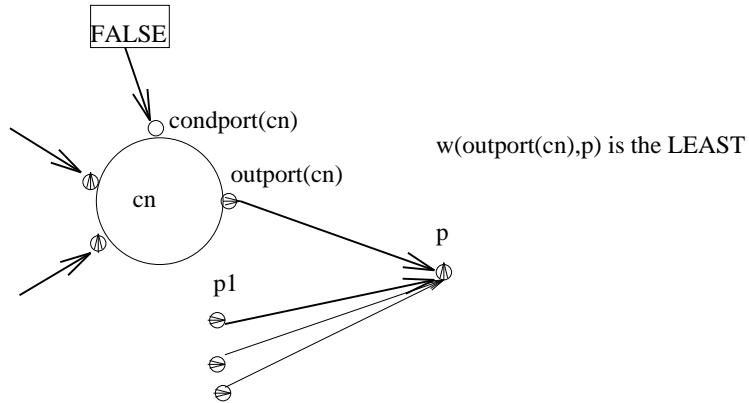 FALSE
condport(cn)
w(outport(cn),p) is the LEAST
outport(cn)
cn
p
p1